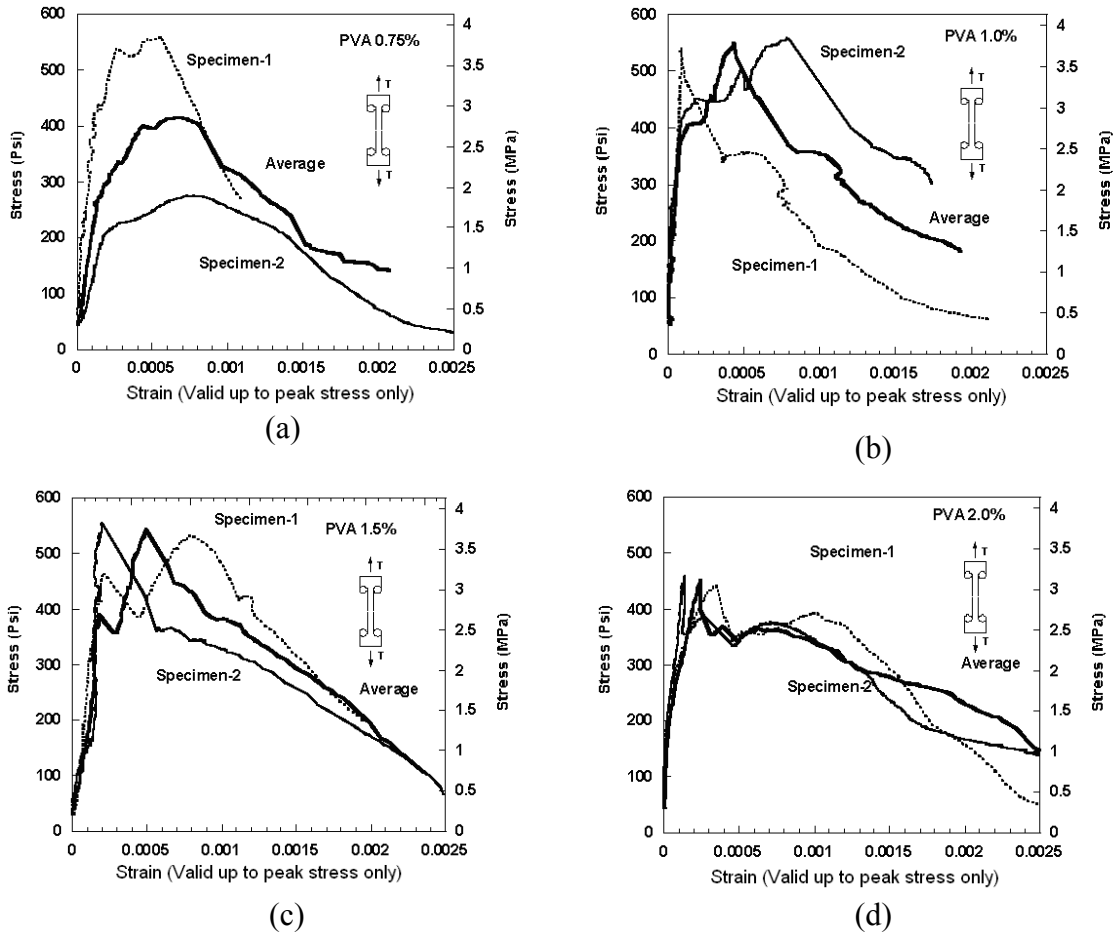 600
500
400
300
200
100
0
Stress (Psi)
PVA 0.75%
Specimen-1
T
T
Average
Specimen-2
4
3.5
3
2.5
2
1.5
1
0.5
0
Stress (MPa)
0 0.0005 0.001 0.0015 0.002 0.0025
Strain (Valid up to peak stress only)
(a)
600
500
400
300
200
100
0
Stress (Psi)
PVA 1.0%
Specimen-2
T
T
Average
Specimen-1
4
3.5
3
2.5
2
1.5
1
0.5
0
Stress (MPa)
0 0.0005 0.001 0.0015 0.002 0.0025
Strain (Valid up to peak stress only)
(b)
600
500
400
300
200
100
0
Stress (Psi)
Specimen-1
PVA 1.5%
T
T
Specimen-2
Average
4
3.5
3
2.5
2
1.5
1
0.5
0
Stress (MPa)
0 0.0005 0.001 0.0015 0.002 0.0025
Strain (Valid up to peak stress only)
(c)
600
500
400
300
200
100
0
Stress (Psi)
PVA 2.0%
Specimen-1
T
T
Average
Specimen-2
4
3.5
3
2.5
2
1.5
1
0.5
0
Stress (MPa)
0 0.0005 0.001 0.0015 0.002 0.0025
Strain (Valid up to peak stress only)
(d)